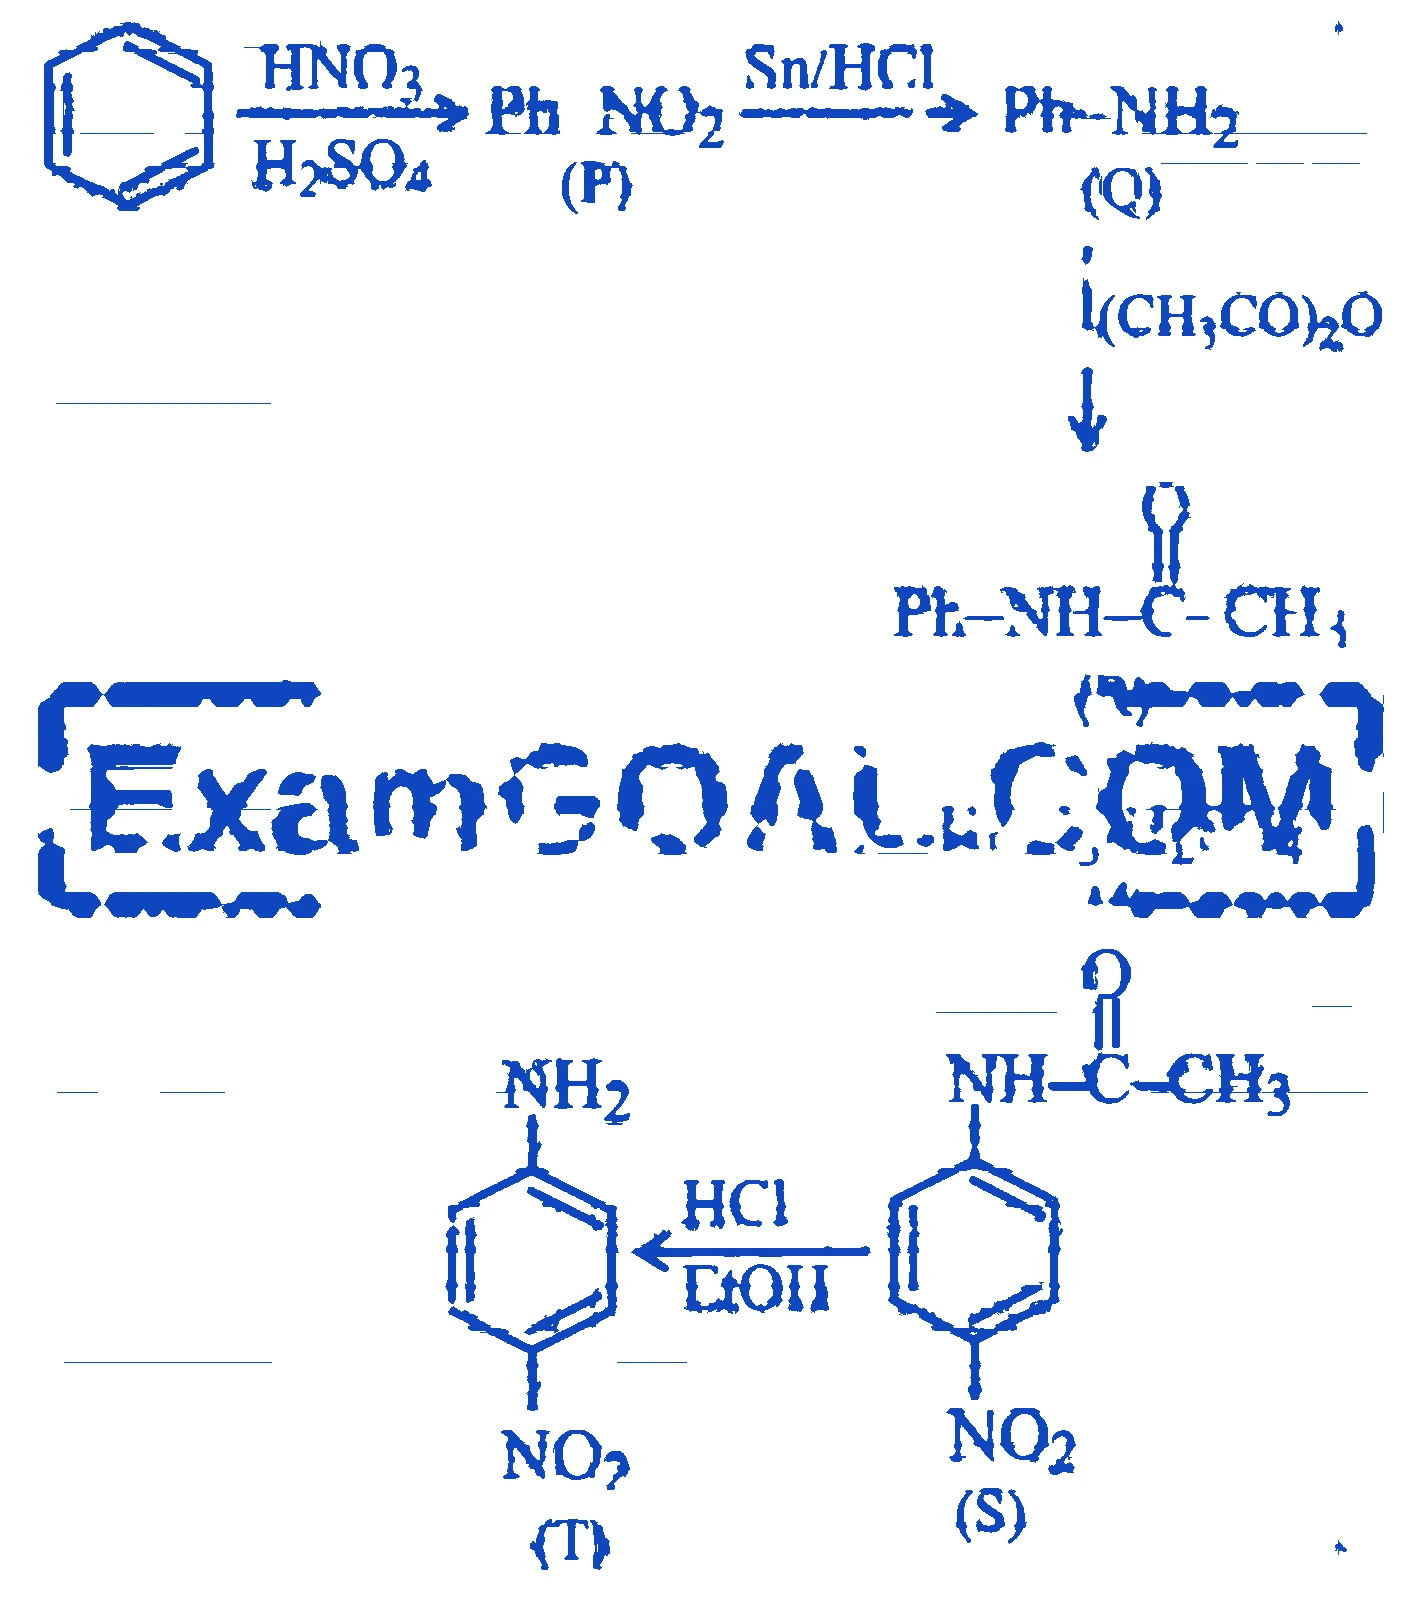 HNO3 Sn/HCl
Ph NO2 Ph–NH2
H2SO4
(P) (Q)
(CH3CO)2O
O
Ph–NH–C–CH3
ExamGOAL.COM
O
NH2 NH–C–CH3
HCl
EtOH
NO2 NO2
(S)
(T)